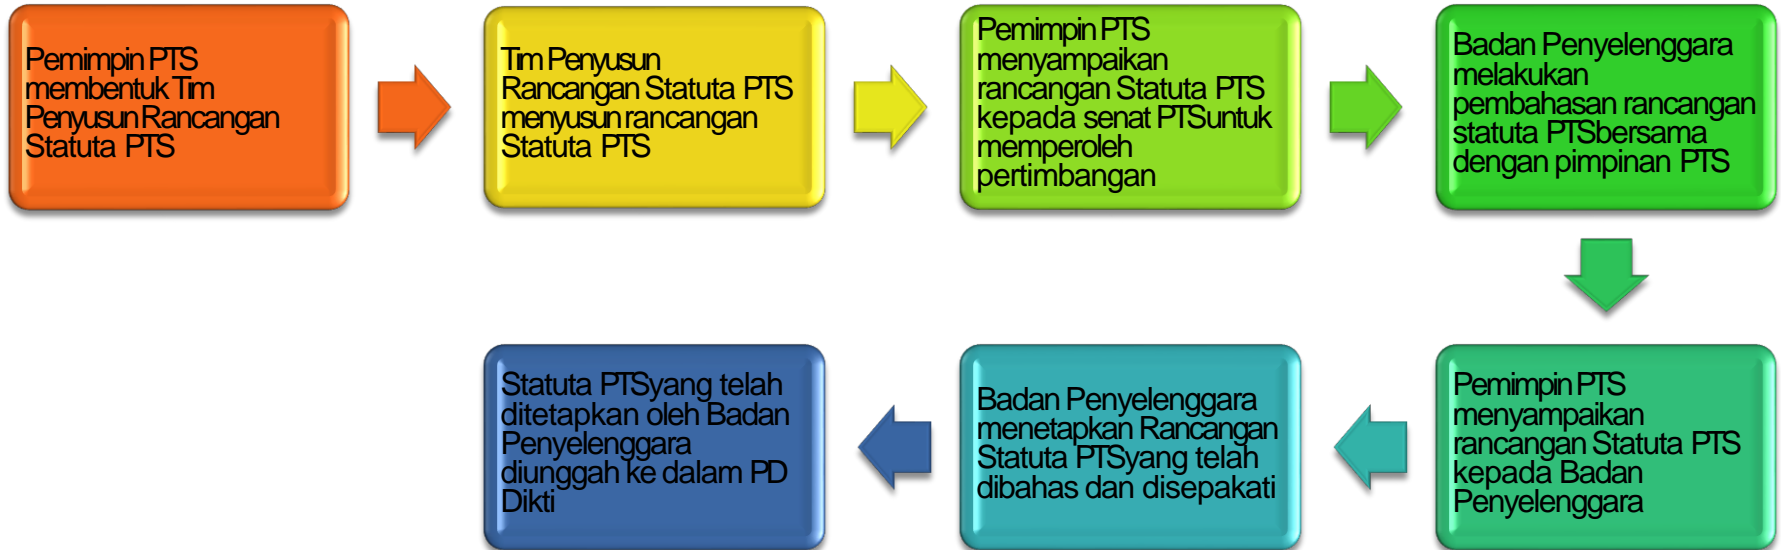 Pemimpin PTS
membentuk Tim
Penyusun Rancangan
Statuta PTS
Tim Penyusun
Rancangan Statuta PTS
menyusun rancangan
Statuta PTS
Pemimpin PTS
menyampaikan
rancangan Statuta PTS
kepada senat PTSuntuk
memperoleh
pertimbangan
Badan Penyelenggara
melakukan
pembahasan rancangan
statuta PTSbersama
dengan pimpinan PTS
Pemimpin PTS
menyampaikan
rancangan Statuta PTS
kepada Badan
Penyelenggara
Badan Penyelenggara
menetapkan Rancangan
Statuta PTSyang telah
dibahas dan disepakati
Statuta PTSyang telah
ditetapkan oleh Badan
Penyelenggara
diunggah ke dalam PD
Dikti